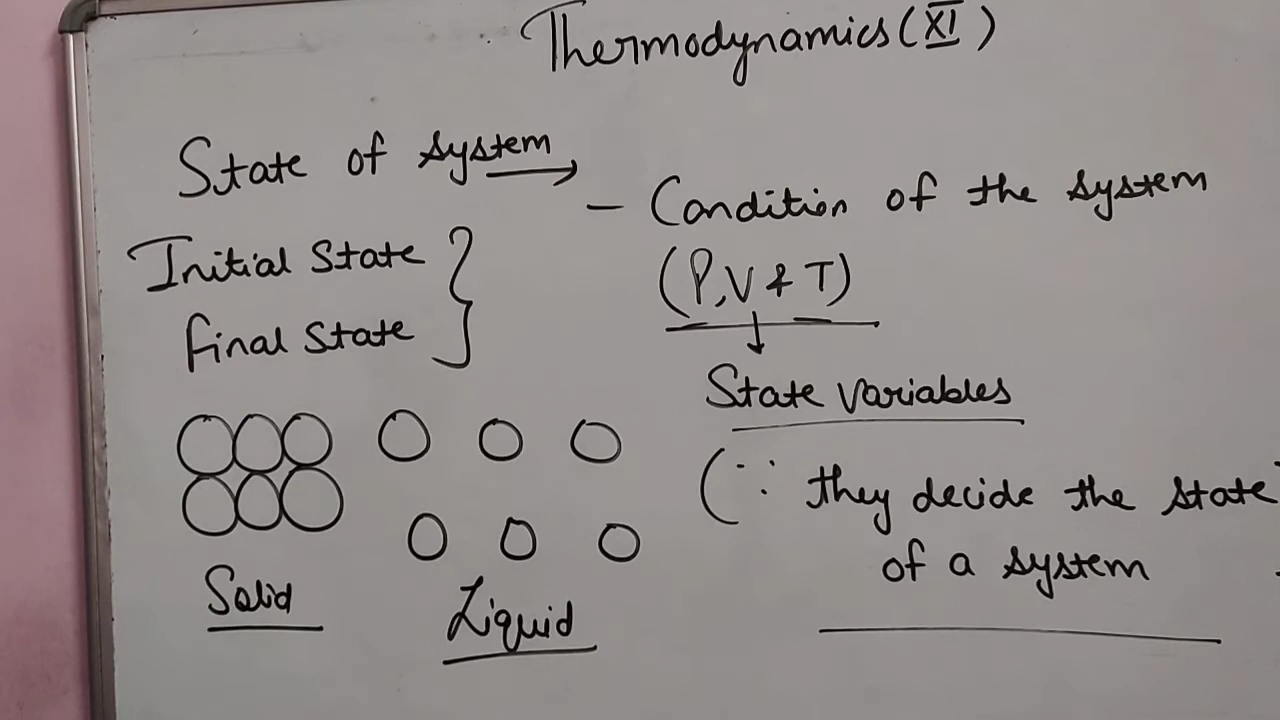 Thermodynamics (XI)
State of system →
– Condition of the system
Initial State
(P, V & T)
final State
State variables
(∵ they decide the state
of a system
Solid
Liquid